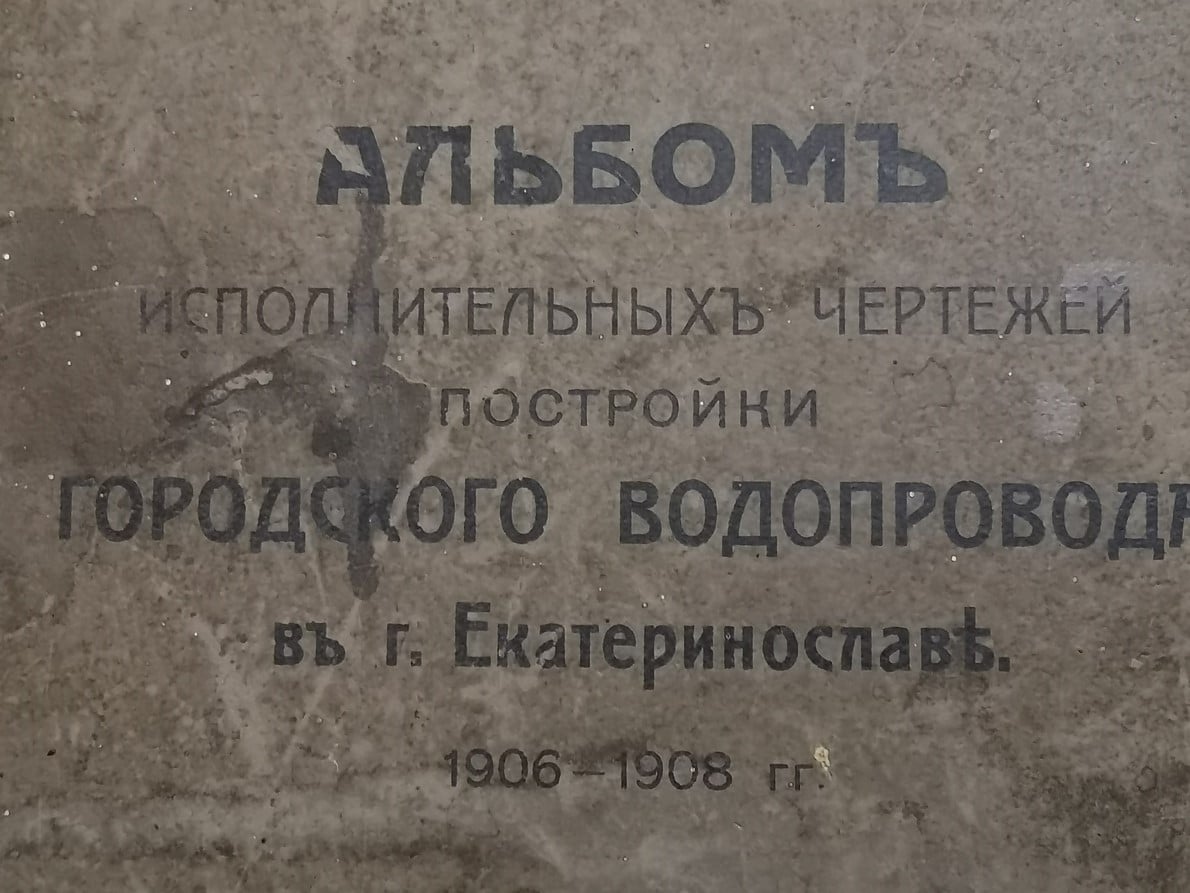 АЛЬБОМЪ
ИСПОЛНИТЕЛЬНЫХЪ ЧЕРТЕЖЕЙ
ПОСТРОЙКИ
ГОРОДСКОГО ВОДОПРОВОДА
въ г. Екатеринославѣ.
1906–1908 гг.